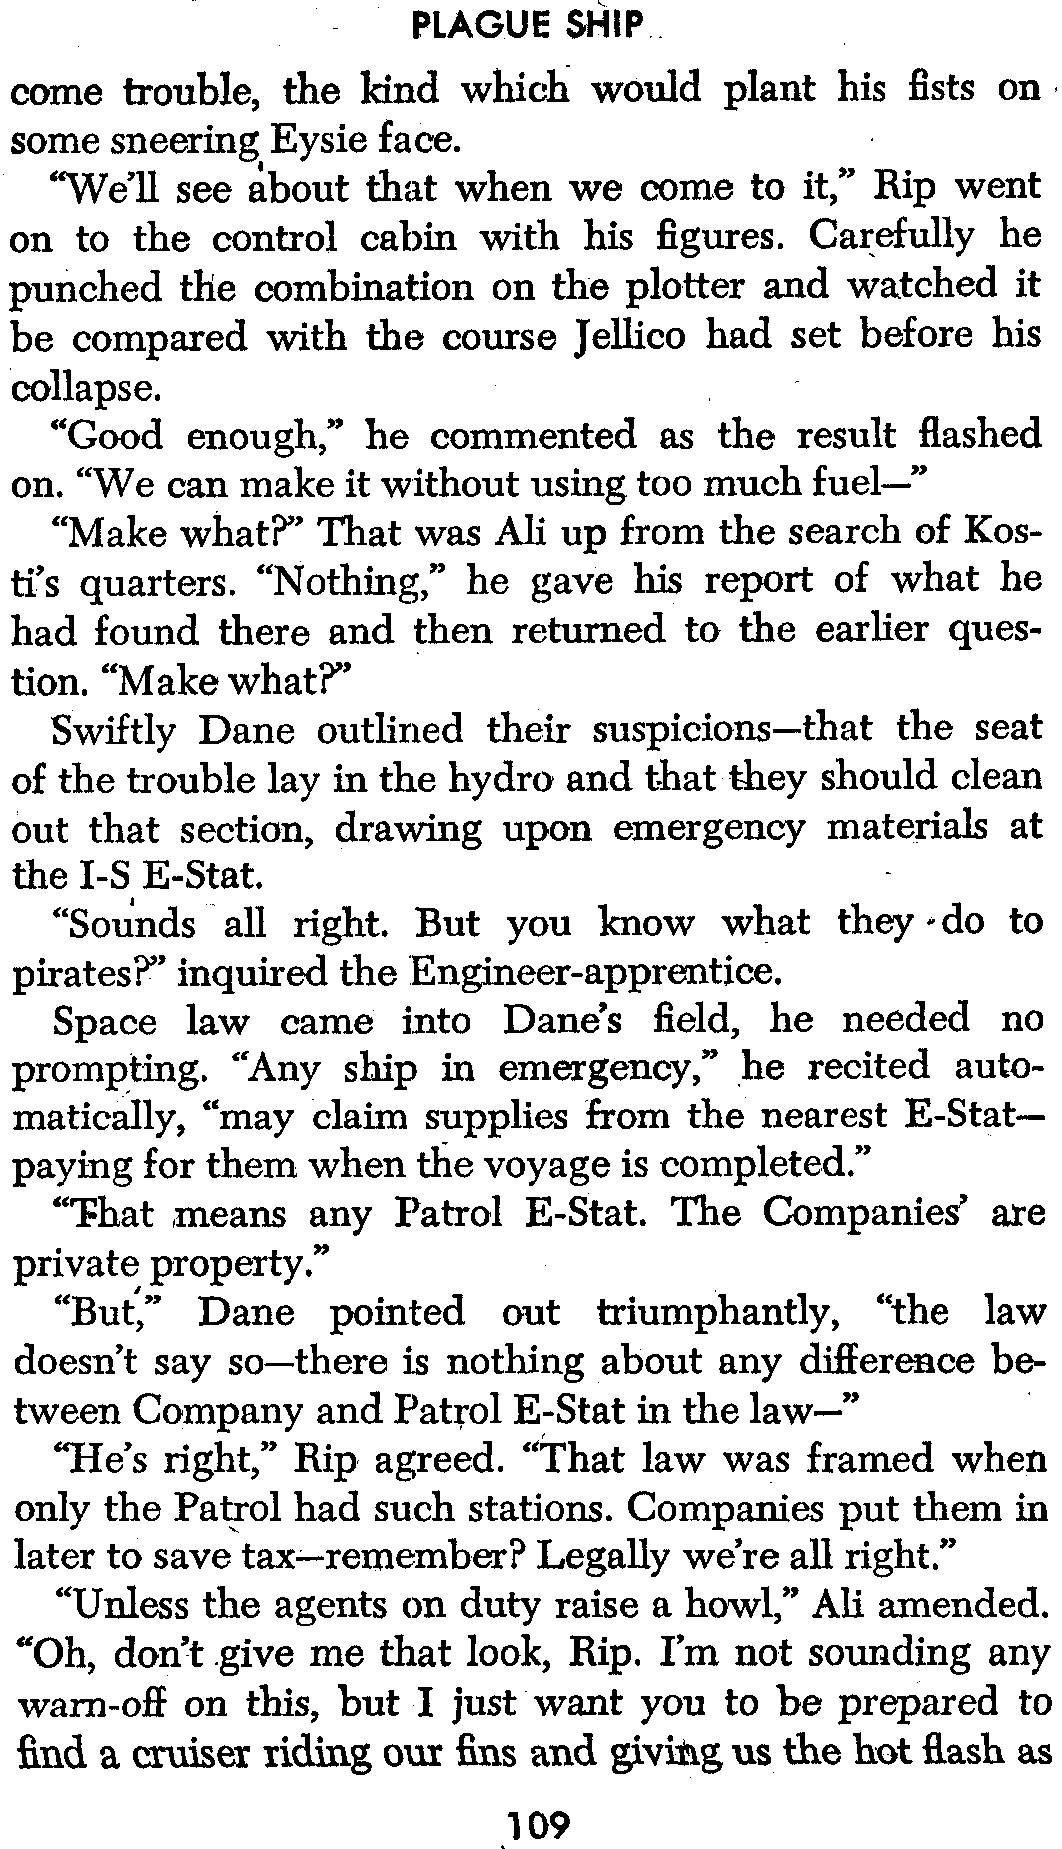 PLAGUE SHIP
come trouble, the kind which would plant his fists on
some sneering Eysie face.
“We’ll see about that when we come to it,” Rip went
on to the control cabin with his figures. Carefully he
punched the combination on the plotter and watched it
be compared with the course Jellico had set before his
collapse.
“Good enough,” he commented as the result flashed
on. “We can make it without using too much fuel—”
“Make what?” That was Ali up from the search of Kos-
ti’s quarters. “Nothing,” he gave his report of what he
had found there and then returned to the earlier ques-
tion. “Make what?”
Swiftly Dane outlined their suspicions—that the seat
of the trouble lay in the hydro and that they should clean
out that section, drawing upon emergency materials at
the I-S E-Stat.
“Sounds all right. But you know what they do to
pirates?” inquired the Engineer-apprentice.
Space law came into Dane’s field, he needed no
prompting. “Any ship in emergency,” he recited auto-
matically, “may claim supplies from the nearest E-Stat—
paying for them when the voyage is completed.”
“That means any Patrol E-Stat. The Companies’ are
private property.”
“But,” Dane pointed out triumphantly, “the law
doesn’t say so—there is nothing about any difference be-
tween Company and Patrol E-Stat in the law—”
“He’s right,” Rip agreed. “That law was framed when
only the Patrol had such stations. Companies put them in
later to save tax—remember? Legally we’re all right.”
“Unless the agents on duty raise a howl,” Ali amended.
“Oh, don’t give me that look, Rip. I’m not sounding any
warn-off on this, but I just want you to be prepared to
find a cruiser riding our fins and giving us the hot flash as
109